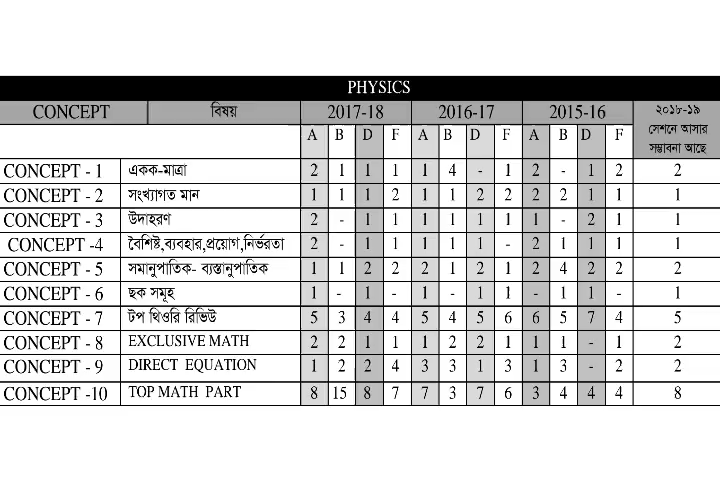 PHYSICS
CONCEPT বিষয় 2017-18 2016-17 2015-16 ২০১৮-১৯
সেশনে আসার
সম্ভাবনা আছে
A B D F A B D F A B D F
CONCEPT - 1 একক-মাত্রা 2 1 1 1 1 4 - 1 2 - 1 2 2
CONCEPT - 2 সংখ্যাগত মান 1 1 1 2 1 1 2 2 2 2 1 1 1
CONCEPT - 3 উদাহরণ 2 - 1 1 1 1 1 1 1 - 2 1 1
CONCEPT -4 বৈশিষ্ট,ব্যবহার,প্রয়োগ,নির্ভরতা 2 - 1 1 1 1 1 - 2 1 1 1 1
CONCEPT - 5 সমানুপাতিক- ব্যস্তানুপাতিক 1 1 2 2 2 1 2 1 2 4 2 2 2
CONCEPT - 6 ছক সমূহ 1 - 1 - 1 - 1 1 - 1 1 - 1
CONCEPT - 7 টপ থিওরি রিভিউ 5 3 4 4 5 4 5 6 6 5 7 4 5
CONCEPT - 8 EXCLUSIVE MATH 2 2 1 1 1 2 2 1 1 1 - 1 2
CONCEPT - 9 DIRECT EQUATION 1 2 2 4 3 3 1 3 1 3 - 2 2
CONCEPT -10 TOP MATH PART 8 15 8 7 7 3 7 6 3 4 4 4 8